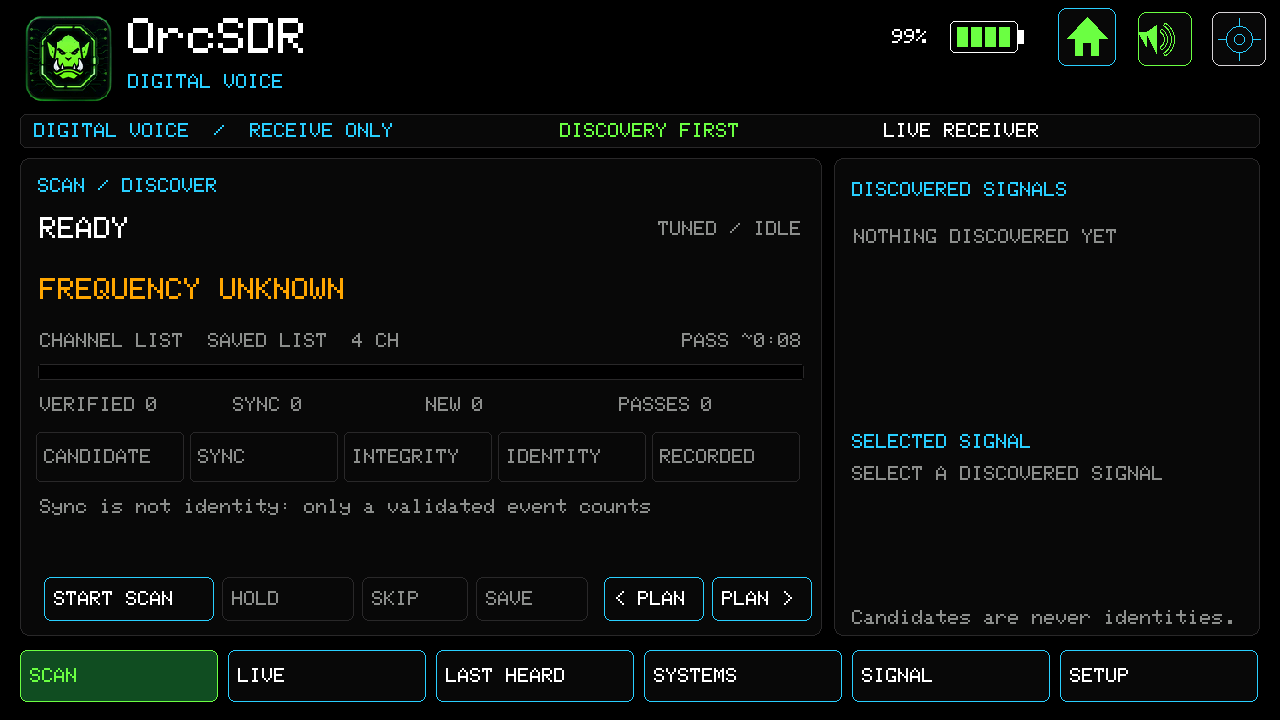 OrcSDR
DIGITAL VOICE
99%
DIGITAL VOICE / RECEIVE ONLY
DISCOVERY FIRST
LIVE RECEIVER
SCAN / DISCOVER
READY
TUNED / IDLE
FREQUENCY UNKNOWN
CHANNEL LIST SAVED LIST 4 CH
PASS ~0:08
VERIFIED 0 SYNC 0 NEW 0 PASSES 0
CANDIDATE SYNC INTEGRITY IDENTITY RECORDED
Sync is not identity: only a validated event counts
START SCAN HOLD SKIP SAVE < PLAN PLAN >
DISCOVERED SIGNALS
NOTHING DISCOVERED YET
SELECTED SIGNAL
SELECT A DISCOVERED SIGNAL
Candidates are never identities.
SCAN LIVE LAST HEARD SYSTEMS SIGNAL SETUP